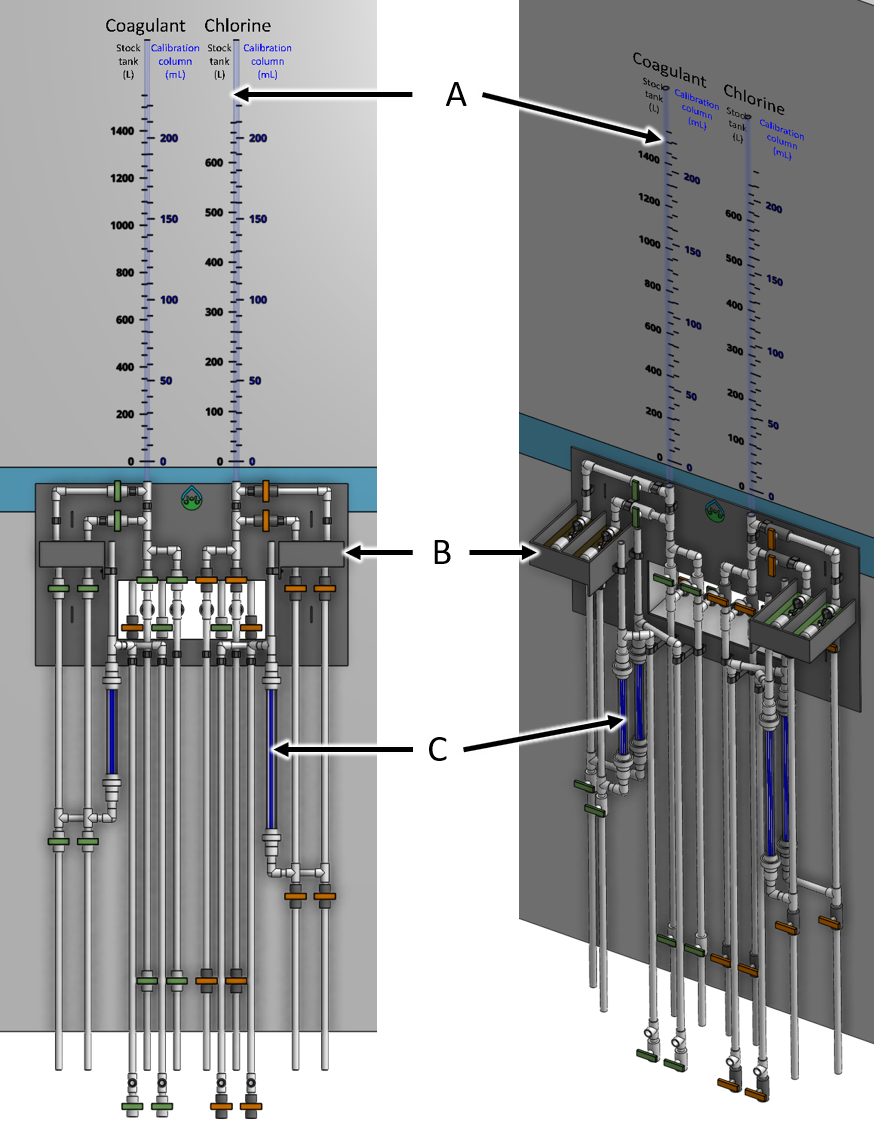 Coagulant Chlorine
Stock Calibration Stock Calibration
tank column tank column
(L) (mL) (L) (mL)
1400
200 200
600
1200
500
150 150
1000
400
800
100 300 100
600
200
400
50 50
200 100
0 0 0 0
A
B
C
Coagulant
Chlorine
Stock
tank
(L)
Calibration
column
(mL)
Stock
tank
(L)
Calibration
column
(mL)
1400
1200
1000
800
600
400
200
0
200
150
100
50
0
600
500
400
300
200
100
0
200
150
100
50
0